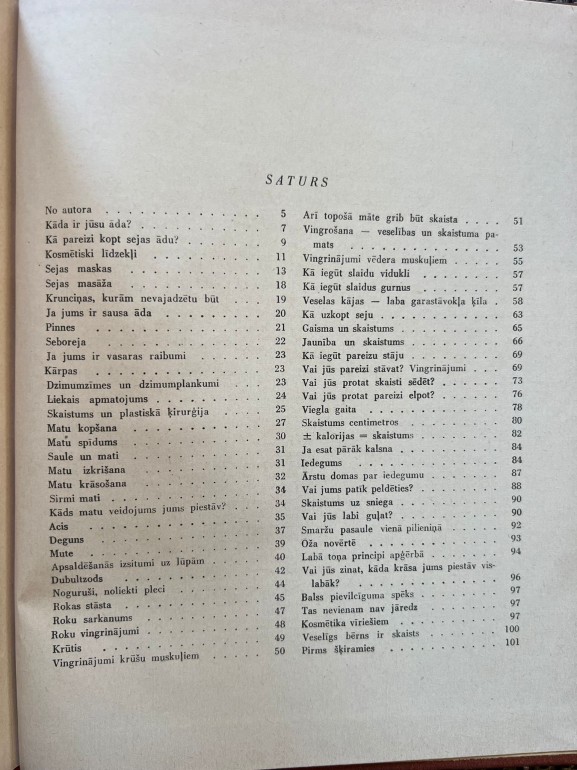 SATURS
No autora . . . . . . . . . . . . . 5
Kāda ir jūsu āda? . . . . . . . . . . 7
Kā pareizi kopt sejas ādu? . . . . . . . 9
Kosmētiski līdzekļi . . . . . . . . . . 11
Sejas maskas . . . . . . . . . . . . 13
Sejas masāža . . . . . . . . . . . . 18
Krunciņas, kurām nevajadzētu būt . . . . 19
Ja jums ir sausa āda . . . . . . . . . 20
Pinnes . . . . . . . . . . . . . . 21
Seboreja . . . . . . . . . . . . . 22
Ja jums ir vasaras raibumi . . . . . . 23
Kārpas . . . . . . . . . . . . . . 23
Dzimumzīmes un dzimumplankumi . . . . 23
Liekais apmatojums . . . . . . . . . 24
Skaistums un plastiskā ķirurģija . . . . 25
Matu kopšana . . . . . . . . . . . 27
Matu spīdums . . . . . . . . . . . 30
Saule un mati . . . . . . . . . . . 31
Matu izkrišana . . . . . . . . . . 31
Matu krāsošana . . . . . . . . . . 32
Sirmi mati . . . . . . . . . . . . 34
Kāds matu veidojums jums piestāv? . . . 34
Acis . . . . . . . . . . . . . . 35
Deguns . . . . . . . . . . . . . 37
Mute . . . . . . . . . . . . . . 39
Apsaldēšanās izsitumi uz lūpām . . . . 40
Dubultzods . . . . . . . . . . . . 42
Noguruši, noliekti pleci . . . . . . . 44
Rokas stāsta . . . . . . . . . . . 45
Roku sarkanums . . . . . . . . . . 47
Roku vingrinājumi . . . . . . . . . 48
Krūtis . . . . . . . . . . . . . 49
Vingrinājumi krūšu muskuļiem . . . . 50
Arī topošā māte grib būt skaista . . . . 51
Vingrošana — veselības un skaistuma pa-
mats . . . . . . . . . . . . . 53
Vingrinājumi vēdera muskuļiem . . . . 55
Kā iegūt slaidu vidukli . . . . . . . 57
Kā iegūt slaidus gurnus . . . . . . . 57
Veselas kājas — laba garastāvokļa ķīla . 58
Kā uzkopt seju . . . . . . . . . . 63
Gaisma un skaistums . . . . . . . . 65
Jaunība un skaistums . . . . . . . . 66
Kā iegūt pareizu stāju . . . . . . . 69
Vai jūs pareizi stāvat? Vingrinājumi . . . 69
Vai jūs protat skaisti sēdēt? . . . . . 73
Vai jūs protat pareizi elpot? . . . . . 76
Viegla gaita . . . . . . . . . . . 78
Skaistums centimetros . . . . . . . 80
± kalorijas = skaistums . . . . . . . 82
Ja esat pārāk kalsna . . . . . . . . 84
Iedegums . . . . . . . . . . . . 84
Ārstu domas par iedegumu . . . . . . 87
Vai jums patīk peldēties? . . . . . . 88
Skaistums uz sniega . . . . . . . . 90
Vai jūs labi guļat? . . . . . . . . . 90
Smaržu pasaule vienā pilieniņā . . . . 92
Oža novērtē . . . . . . . . . . . 93
Labā toņa principi apģērbā . . . . . . 94
Vai jūs zinat, kāda krāsa jums piestāv vis-
labāk? . . . . . . . . . . . . 96
Balss pievilcīguma spēks . . . . . . 97
Tas nevienam nav jāredz . . . . . . 97
Kosmētika vīriešiem . . . . . . . . 97
Veselīgs bērns ir skaists . . . . . . 100
Pirms šķiramies . . . . . . . . . 101